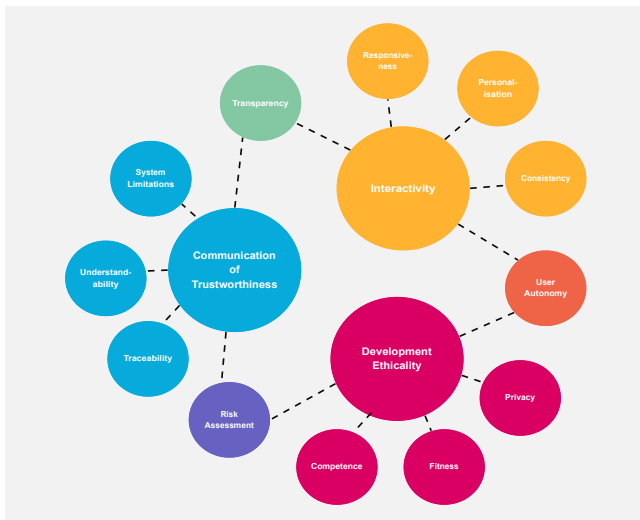 Responsive-
ness
Personal-
isation
Transparency
System
Limitations
Interactivity
Consistency
Communication
of
Trustworthiness
Understand-
ability
User
Autonomy
Traceability
Development
Ethicality
Privacy
Risk
Assessment
Competence
Fitness